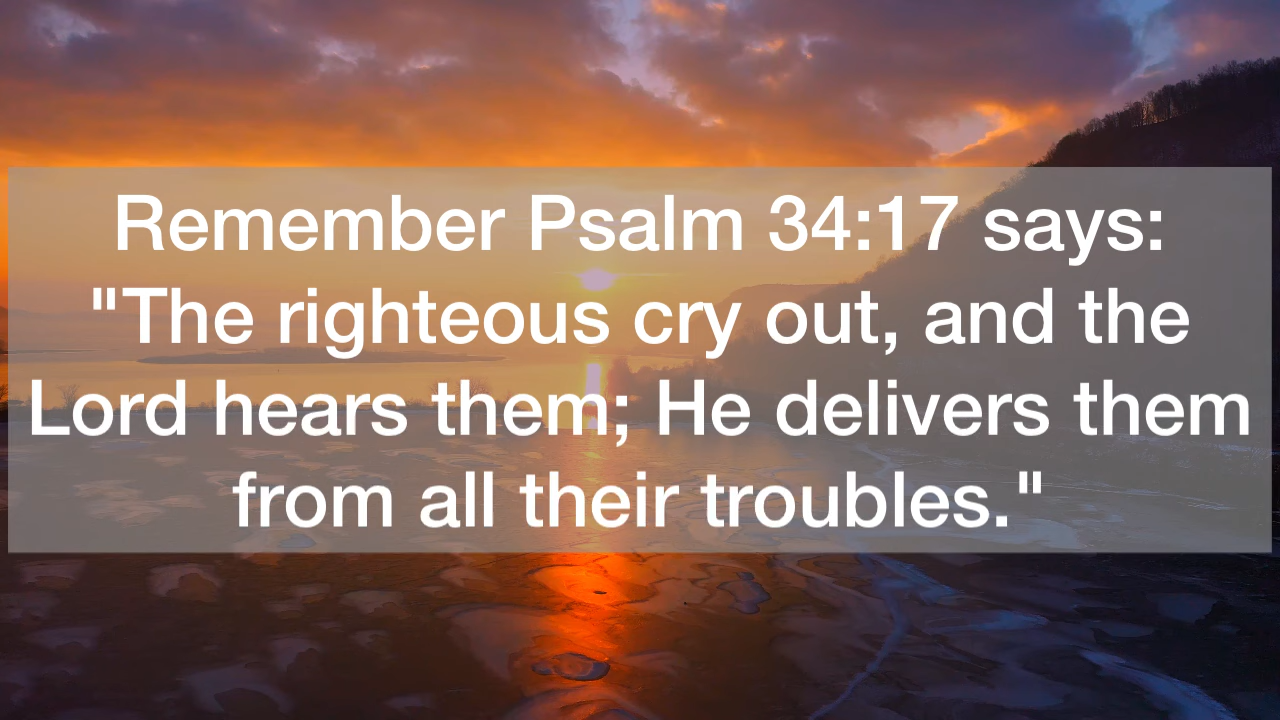 Remember Psalm 34:17 says:
"The righteous cry out, and the
Lord hears them; He delivers them
from all their troubles."